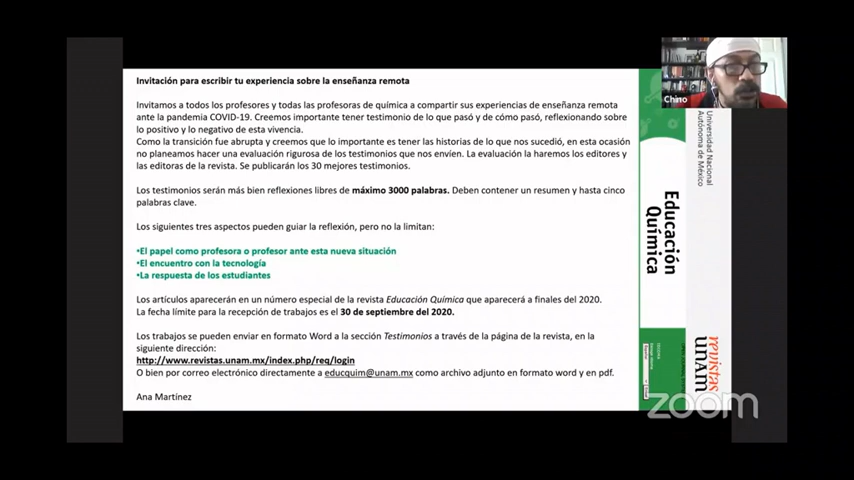 Invitación para escribir tu experiencia sobre la enseñanza remota
Invitamos a todos los profesores y todas las profesoras de química a compartir sus experiencias de enseñanza remota
ante la pandemia COVID-19. Creemos importante tener testimonio de lo que pasó y de cómo pasó, reflexionando sobre
lo positivo y lo negativo de esta vivencia.
Como la transición fue abrupta y creemos que lo importante es tener las historias de lo que nos sucedió, en esta ocasión
no planeamos hacer una evaluación rigurosa de los testimonios que nos envíen. La evaluación la haremos los editores y
las editoras de la revista. Se publicarán los 30 mejores testimonios.
Los testimonios serán más bien reflexiones libres de máximo 3000 palabras. Deben contener un resumen y hasta cinco
palabras clave.
Los siguientes tres aspectos pueden guiar la reflexión, pero no la limitan:
•El papel como profesora o profesor ante esta nueva situación
•El encuentro con la tecnología
•La respuesta de los estudiantes
Los artículos aparecerán en un número especial de la revista Educación Química que aparecerá a finales del 2020.
La fecha límite para la recepción de trabajos es el 30 de septiembre del 2020.
Los trabajos se pueden enviar en formato Word a la sección Testimonios a través de la página de la revista, en la
siguiente dirección:
http://www.revistas.unam.mx/index.php/req/login
O bien por correo electrónico directamente a educquim@unam.mx como archivo adjunto en formato word y en pdf.
Ana Martínez
Chino
Universidad Nacional
Autónoma de México
Educación
Química
revistas
unam
zoom